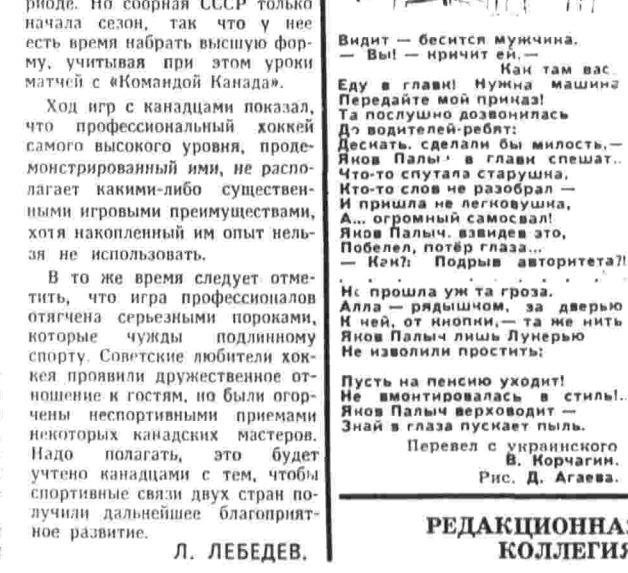 риоде. Но сборная СССР только
начала сезон, так что у нее
есть время набрать высшую фор-
му, учитывая при этом уроки
матчей с «Командой Канада».
Ход игр с канадцами показал,
что профессиональный хоккей
самого высокого уровня, проде-
монстрированный ими, не распо-
лагает какими-либо существен-
ными игровыми преимуществами,
хотя накопленный им опыт нель-
зя не использовать.
В то же время следует отме-
тить, что игра профессионалов
отягчена серьезными пороками,
которые чужды подлинному
спорту. Советские любители хок-
кея проявили дружественное от-
ношение к гостям, но были огор-
чены неспортивными приемами
некоторых канадских мастеров.
Надо полагать, это будет
учтено канадцами с тем, чтобы
спортивные связи двух стран по-
лучили дальнейшее благоприят-
ное развитие.
Л. ЛЕБЕДЕВ.
Видит — бесится мужчина.
— Вы! — кричит ей, —
Как там вас..
Еду в главк! Нужна машина
Передайте мой приказ!
Та послушно дозвонилась
До водителей-ребят:
Дескать, сделали бы милость, —
Яков Палыч в главк спешат..
Что-то спутала старушка,
Кто-то слов не разобрал —
И пришла не легковушка,
А... огромный самосвал!
Яков Палыч, взвидев это,
Побелел, потёр глаза...
— Как?! Подрыв авторитета?!
. . . . . . . . . . . .
Не прошла уж та гроза.
Алла — рядышком, за дверью
К ней, от кнопки, — та же нить
Яков Палыч лишь Лукерью
Не изволили простить;
Пусть на пенсию уходит!
Не вмонтировалась в стиль!..
Яков Палыч верховодит —
Знай в глаза пускает пыль.
Перевел с украинского
В. Корчагин.
Рис. Д. Агаева.
РЕДАКЦИОННАЯ
КОЛЛЕГИЯ